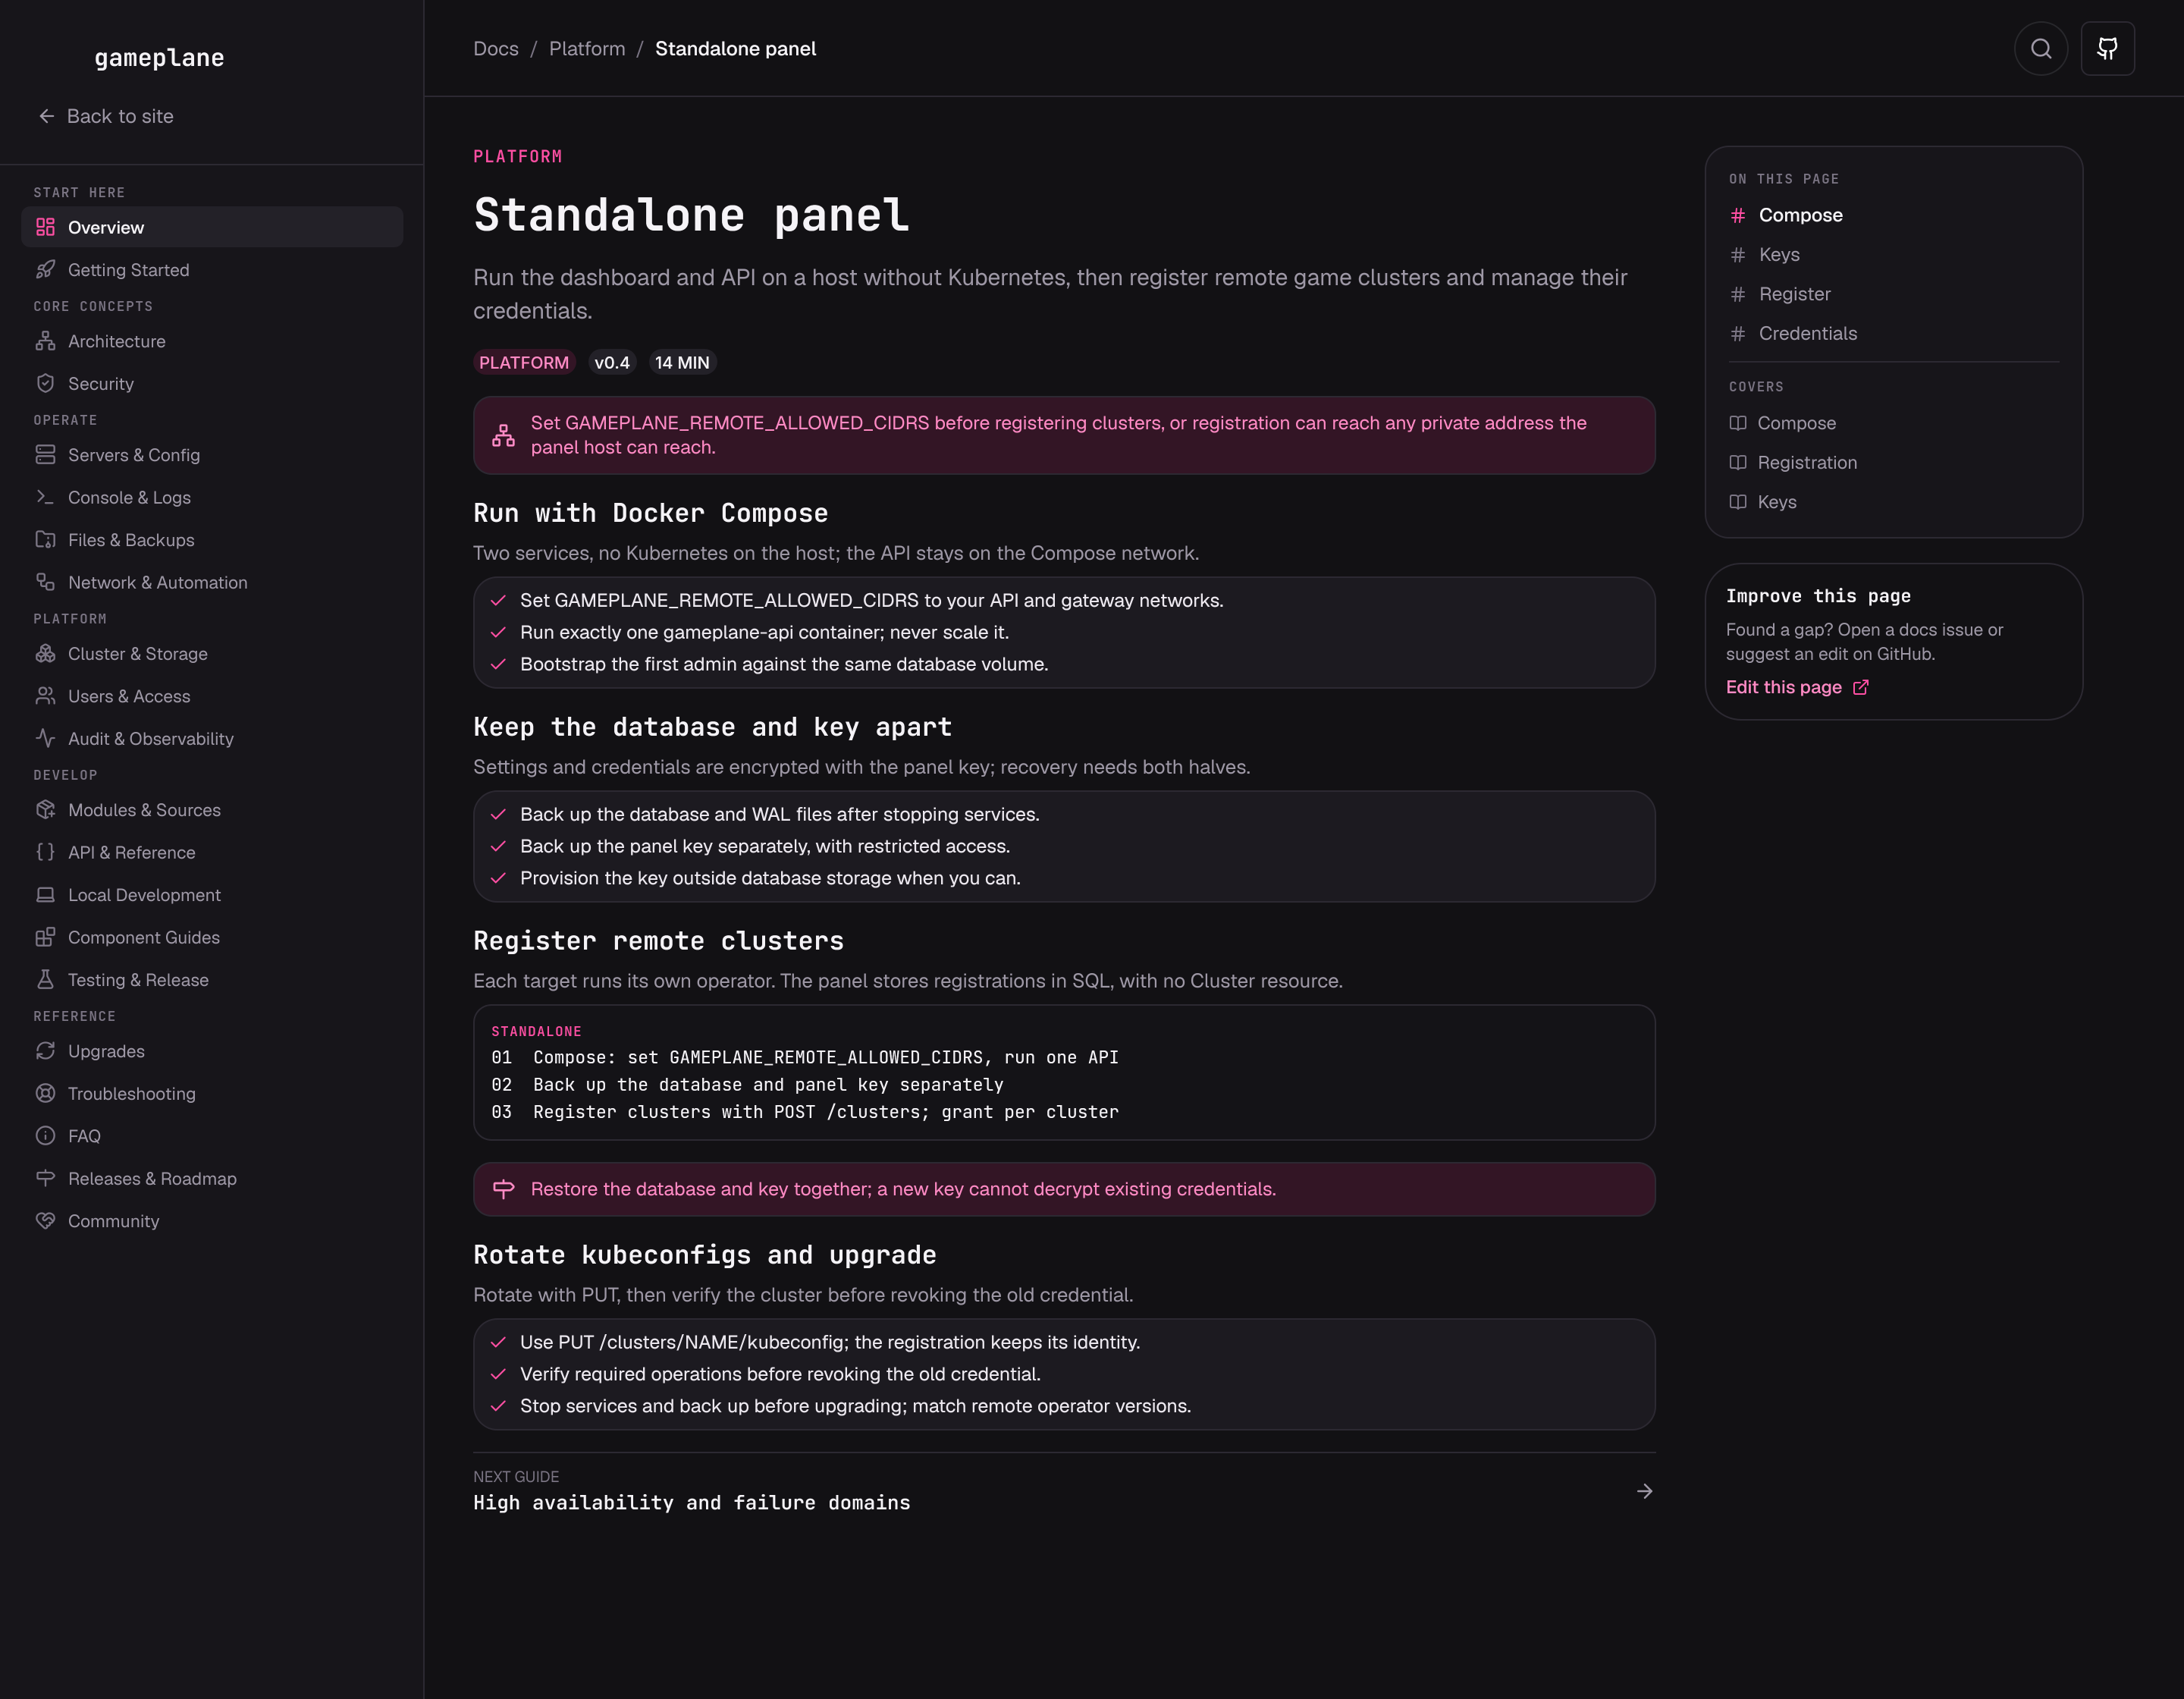 gameplane
Back to site
START HERE
Overview
Getting Started
CORE CONCEPTS
Architecture
Security
OPERATE
Servers & Config
Console & Logs
Files & Backups
Network & Automation
PLATFORM
Cluster & Storage
Users & Access
Audit & Observability
DEVELOP
Modules & Sources
API & Reference
Local Development
Component Guides
Testing & Release
REFERENCE
Upgrades
Troubleshooting
FAQ
Releases & Roadmap
Community
Docs / Platform / Standalone panel
PLATFORM
Standalone panel
Run the dashboard and API on a host without Kubernetes, then register remote game clusters and manage their
credentials.
PLATFORM v0.4 14 MIN
Set GAMEPLANE_REMOTE_ALLOWED_CIDRS before registering clusters, or registration can reach any private address the
panel host can reach.
Run with Docker Compose
Two services, no Kubernetes on the host; the API stays on the Compose network.
Set GAMEPLANE_REMOTE_ALLOWED_CIDRS to your API and gateway networks.
Run exactly one gameplane-api container; never scale it.
Bootstrap the first admin against the same database volume.
Keep the database and key apart
Settings and credentials are encrypted with the panel key; recovery needs both halves.
Back up the database and WAL files after stopping services.
Back up the panel key separately, with restricted access.
Provision the key outside database storage when you can.
Register remote clusters
Each target runs its own operator. The panel stores registrations in SQL, with no Cluster resource.
STANDALONE
01 Compose: set GAMEPLANE_REMOTE_ALLOWED_CIDRS, run one API
02 Back up the database and panel key separately
03 Register clusters with POST /clusters; grant per cluster
Restore the database and key together; a new key cannot decrypt existing credentials.
Rotate kubeconfigs and upgrade
Rotate with PUT, then verify the cluster before revoking the old credential.
Use PUT /clusters/NAME/kubeconfig; the registration keeps its identity.
Verify required operations before revoking the old credential.
Stop services and back up before upgrading; match remote operator versions.
NEXT GUIDE
High availability and failure domains
ON THIS PAGE
# Compose
# Keys
# Register
# Credentials
COVERS
Compose
Registration
Keys
Improve this page
Found a gap? Open a docs issue or
suggest an edit on GitHub.
Edit this page